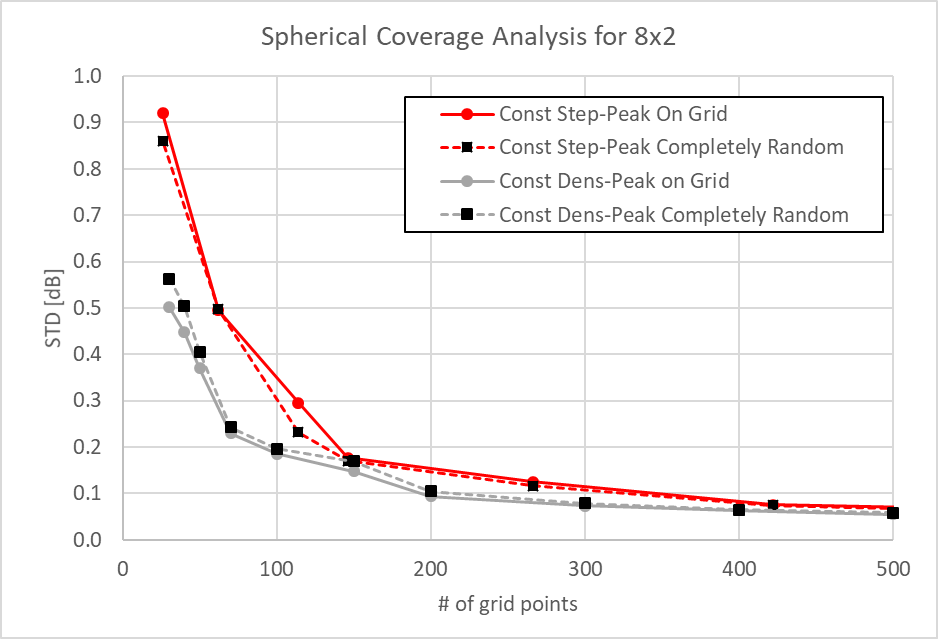 Spherical Coverage Analysis for 8x2
1.0
0.9
0.8
0.7
0.6
0.5
0.4
0.3
0.2
0.1
0.0
STD [dB]
Const Step-Peak On Grid
Const Step-Peak Completely Random
Const Dens-Peak on Grid
Const Dens-Peak Completely Random
0 100 200 300 400 500
# of grid points